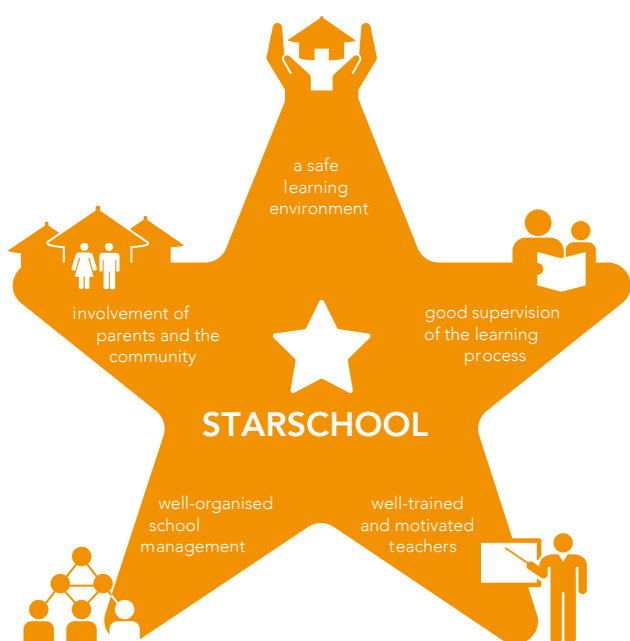 a safe
learning
environment
involvement of
parents and the
community
good supervision
of the learning
process
STARSCHOOL
well-organised
school
management
well-trained
and motivated
teachers